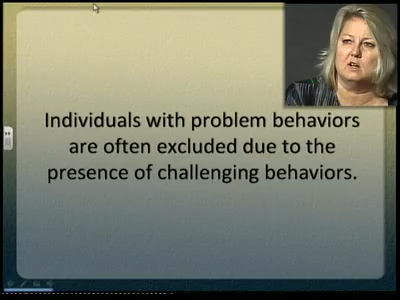 Individuals with problem behaviors
are often excluded due to the
presence of challenging behaviors.